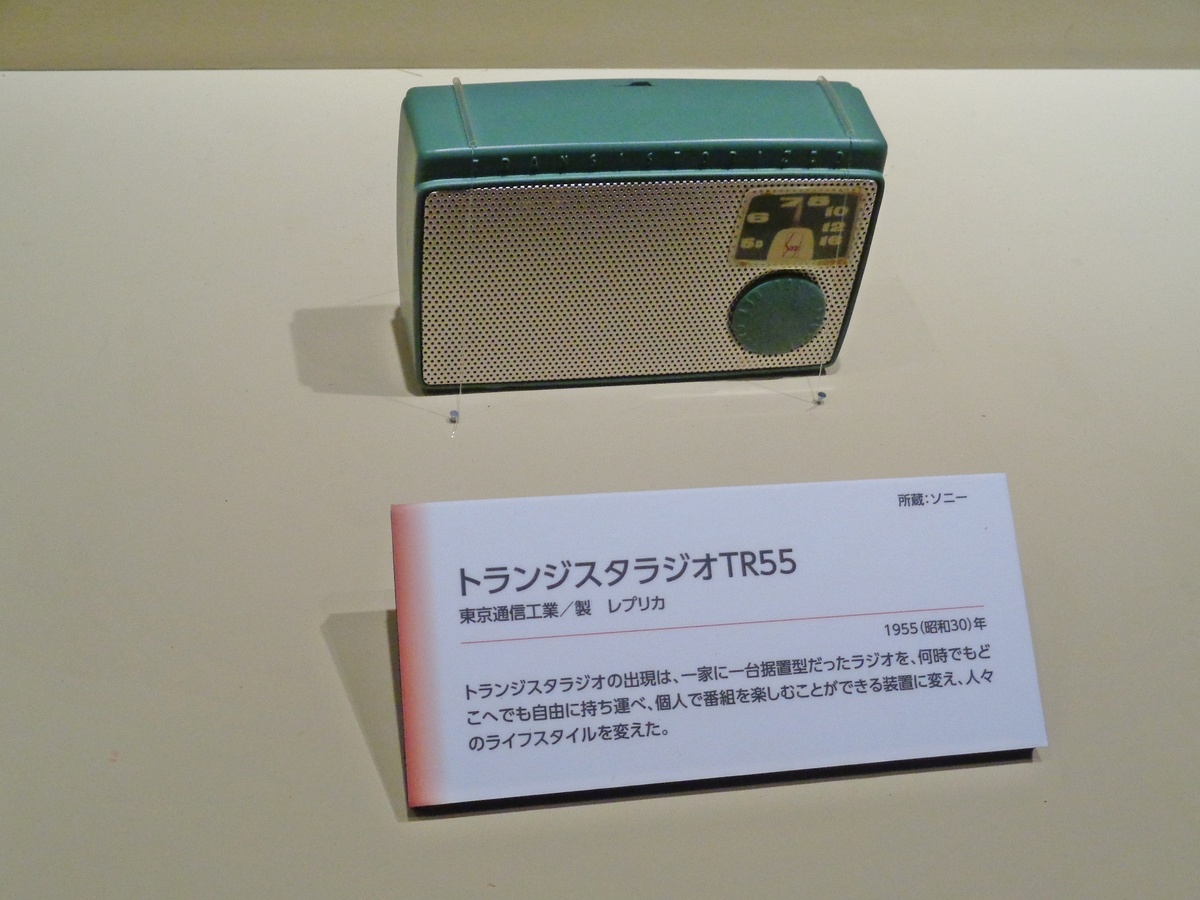 TRANSISTORIZED
6 7 8 10
12
16
所蔵:ソニー
トランジスタラジオTR55
東京通信工業／製　レプリカ
1955(昭和30)年
トランジスタラジオの出現は、一家に一台据置型だったラジオを、何時でもど
こへでも自由に持ち運べ、個人で番組を楽しむことができる装置に変え、人々
のライフスタイルを変えた。